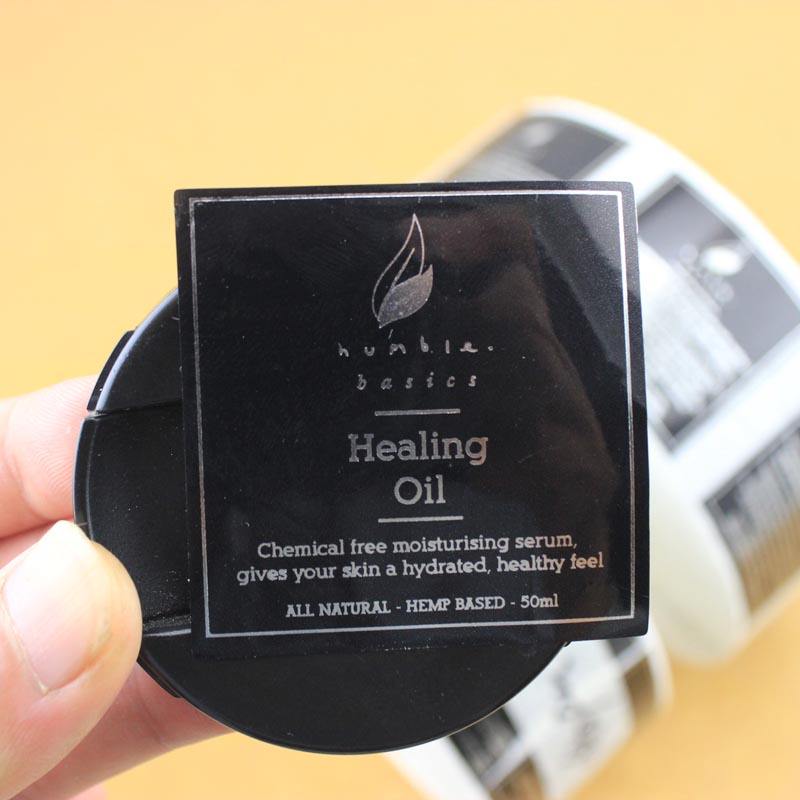 humble.
basics
Healing
Oil
Chemical free moisturising serum,
gives your skin a hydrated, healthy feel
ALL NATURAL - HEMP BASED - 50ml